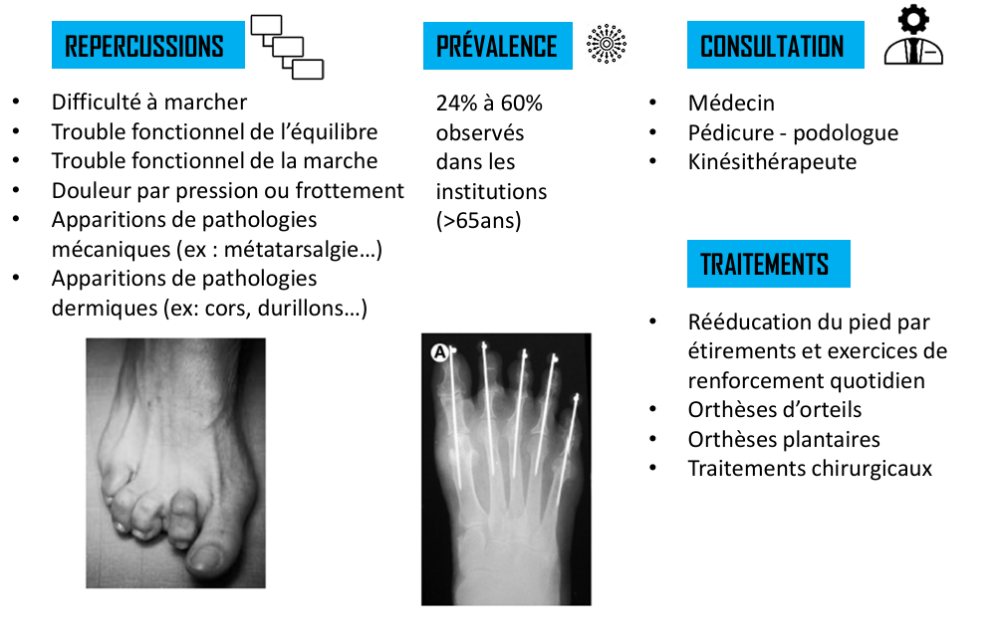 REPERCUSSIONS
• Difficulté à marcher
• Trouble fonctionnel de l’équilibre
• Trouble fonctionnel de la marche
• Douleur par pression ou frottement
• Apparitions de pathologies
mécaniques (ex : métatarsalgie…)
• Apparitions de pathologies
dermiques (ex: cors, durillons…)
PRÉVALENCE
24% à 60%
observés
dans les
institutions
(>65ans)
A
CONSULTATION
• Médecin
• Pédicure - podologue
• Kinésithérapeute
TRAITEMENTS
• Rééducation du pied par
étirements et exercices de
renforcement quotidien
• Orthèses d’orteils
• Orthèses plantaires
• Traitements chirurgicaux